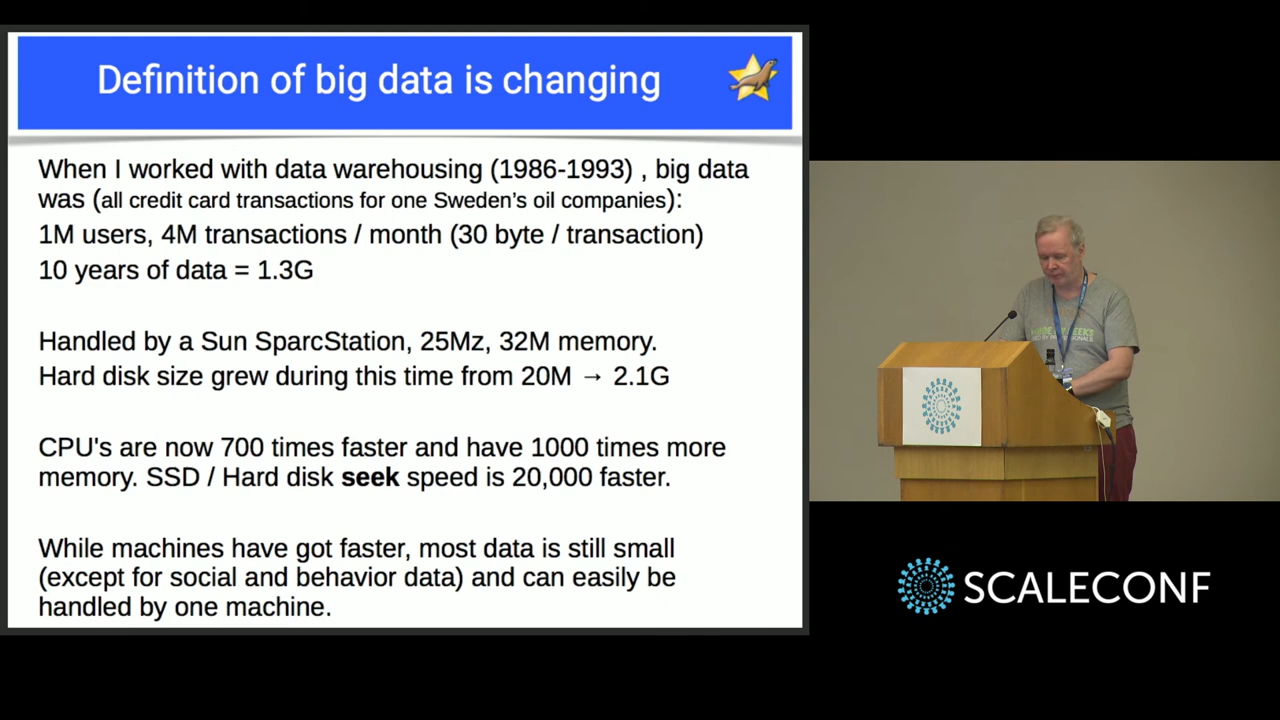 Definition of big data is changing
When I worked with data warehousing (1986-1993) , big data
was (all credit card transactions for one Sweden's oil companies):
1M users, 4M transactions / month (30 byte / transaction)
10 years of data = 1.3G
Handled by a Sun SparcStation, 25Mz, 32M memory.
Hard disk size grew during this time from 20M → 2.1G
CPU's are now 700 times faster and have 1000 times more
memory. SSD / Hard disk seek speed is 20,000 faster.
While machines have got faster, most data is still small
(except for social and behavior data) and can easily be
handled by one machine.
SCALECONF